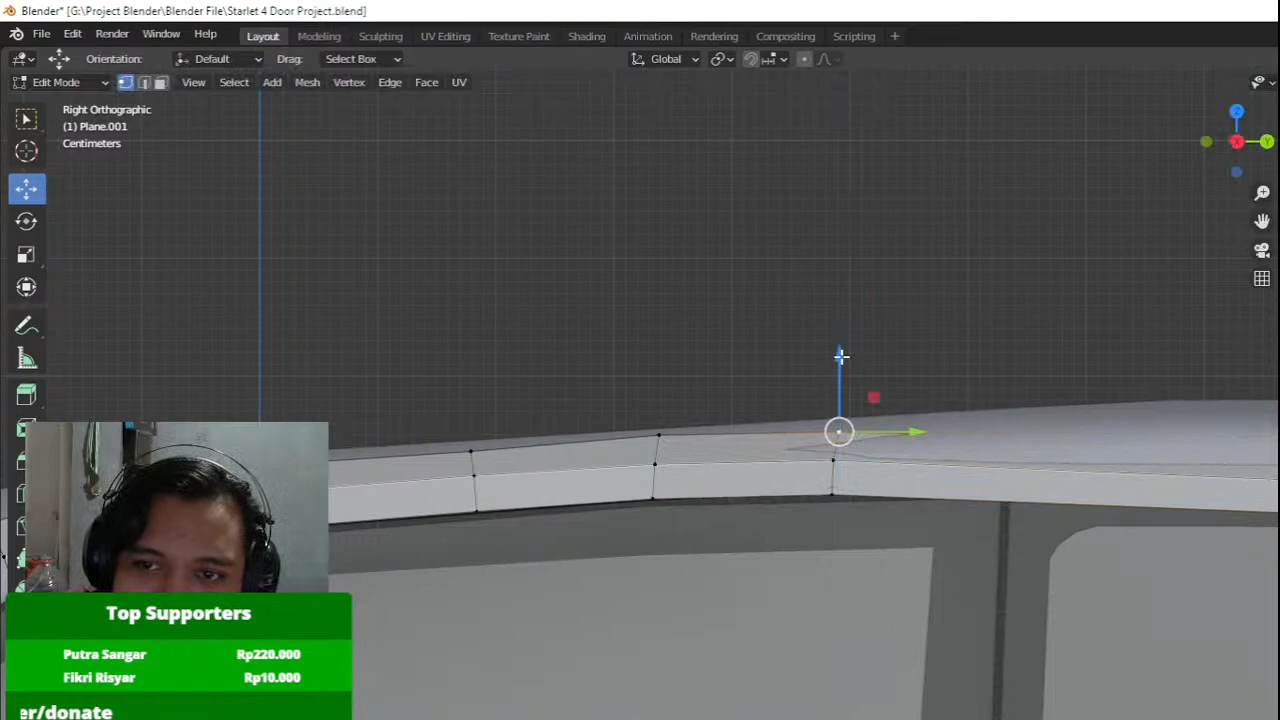 Blender* [G:\Project Blender\Blender File\Starlet 4 Door Project.blend]
File Edit Render Window Help Layout Modeling Sculpting UV Editing Texture Paint Shading Animation Rendering Compositing Scripting +
Orientation: Default Drag: Select Box Global
Edit Mode View Select Add Mesh Vertex Edge Face UV
Right Orthographic
(1) Plane.001
Centimeters
Z
X
Y
Top Supporters
Putra Sangar Rp220.000
Fikri Risyar Rp10.000
er/donate